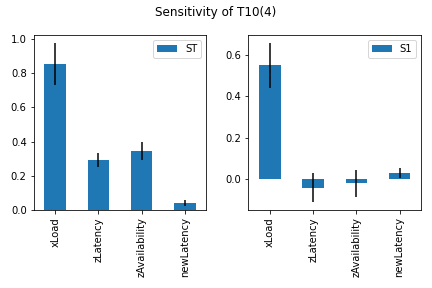 Sensitivity of T10(4)
1.0
0.8
0.6
0.4
0.2
0.0
ST
xLoad
zLatency
zAvailability
newLatency
0.6
0.4
0.2
0.0
S1
xLoad
zLatency
zAvailability
newLatency